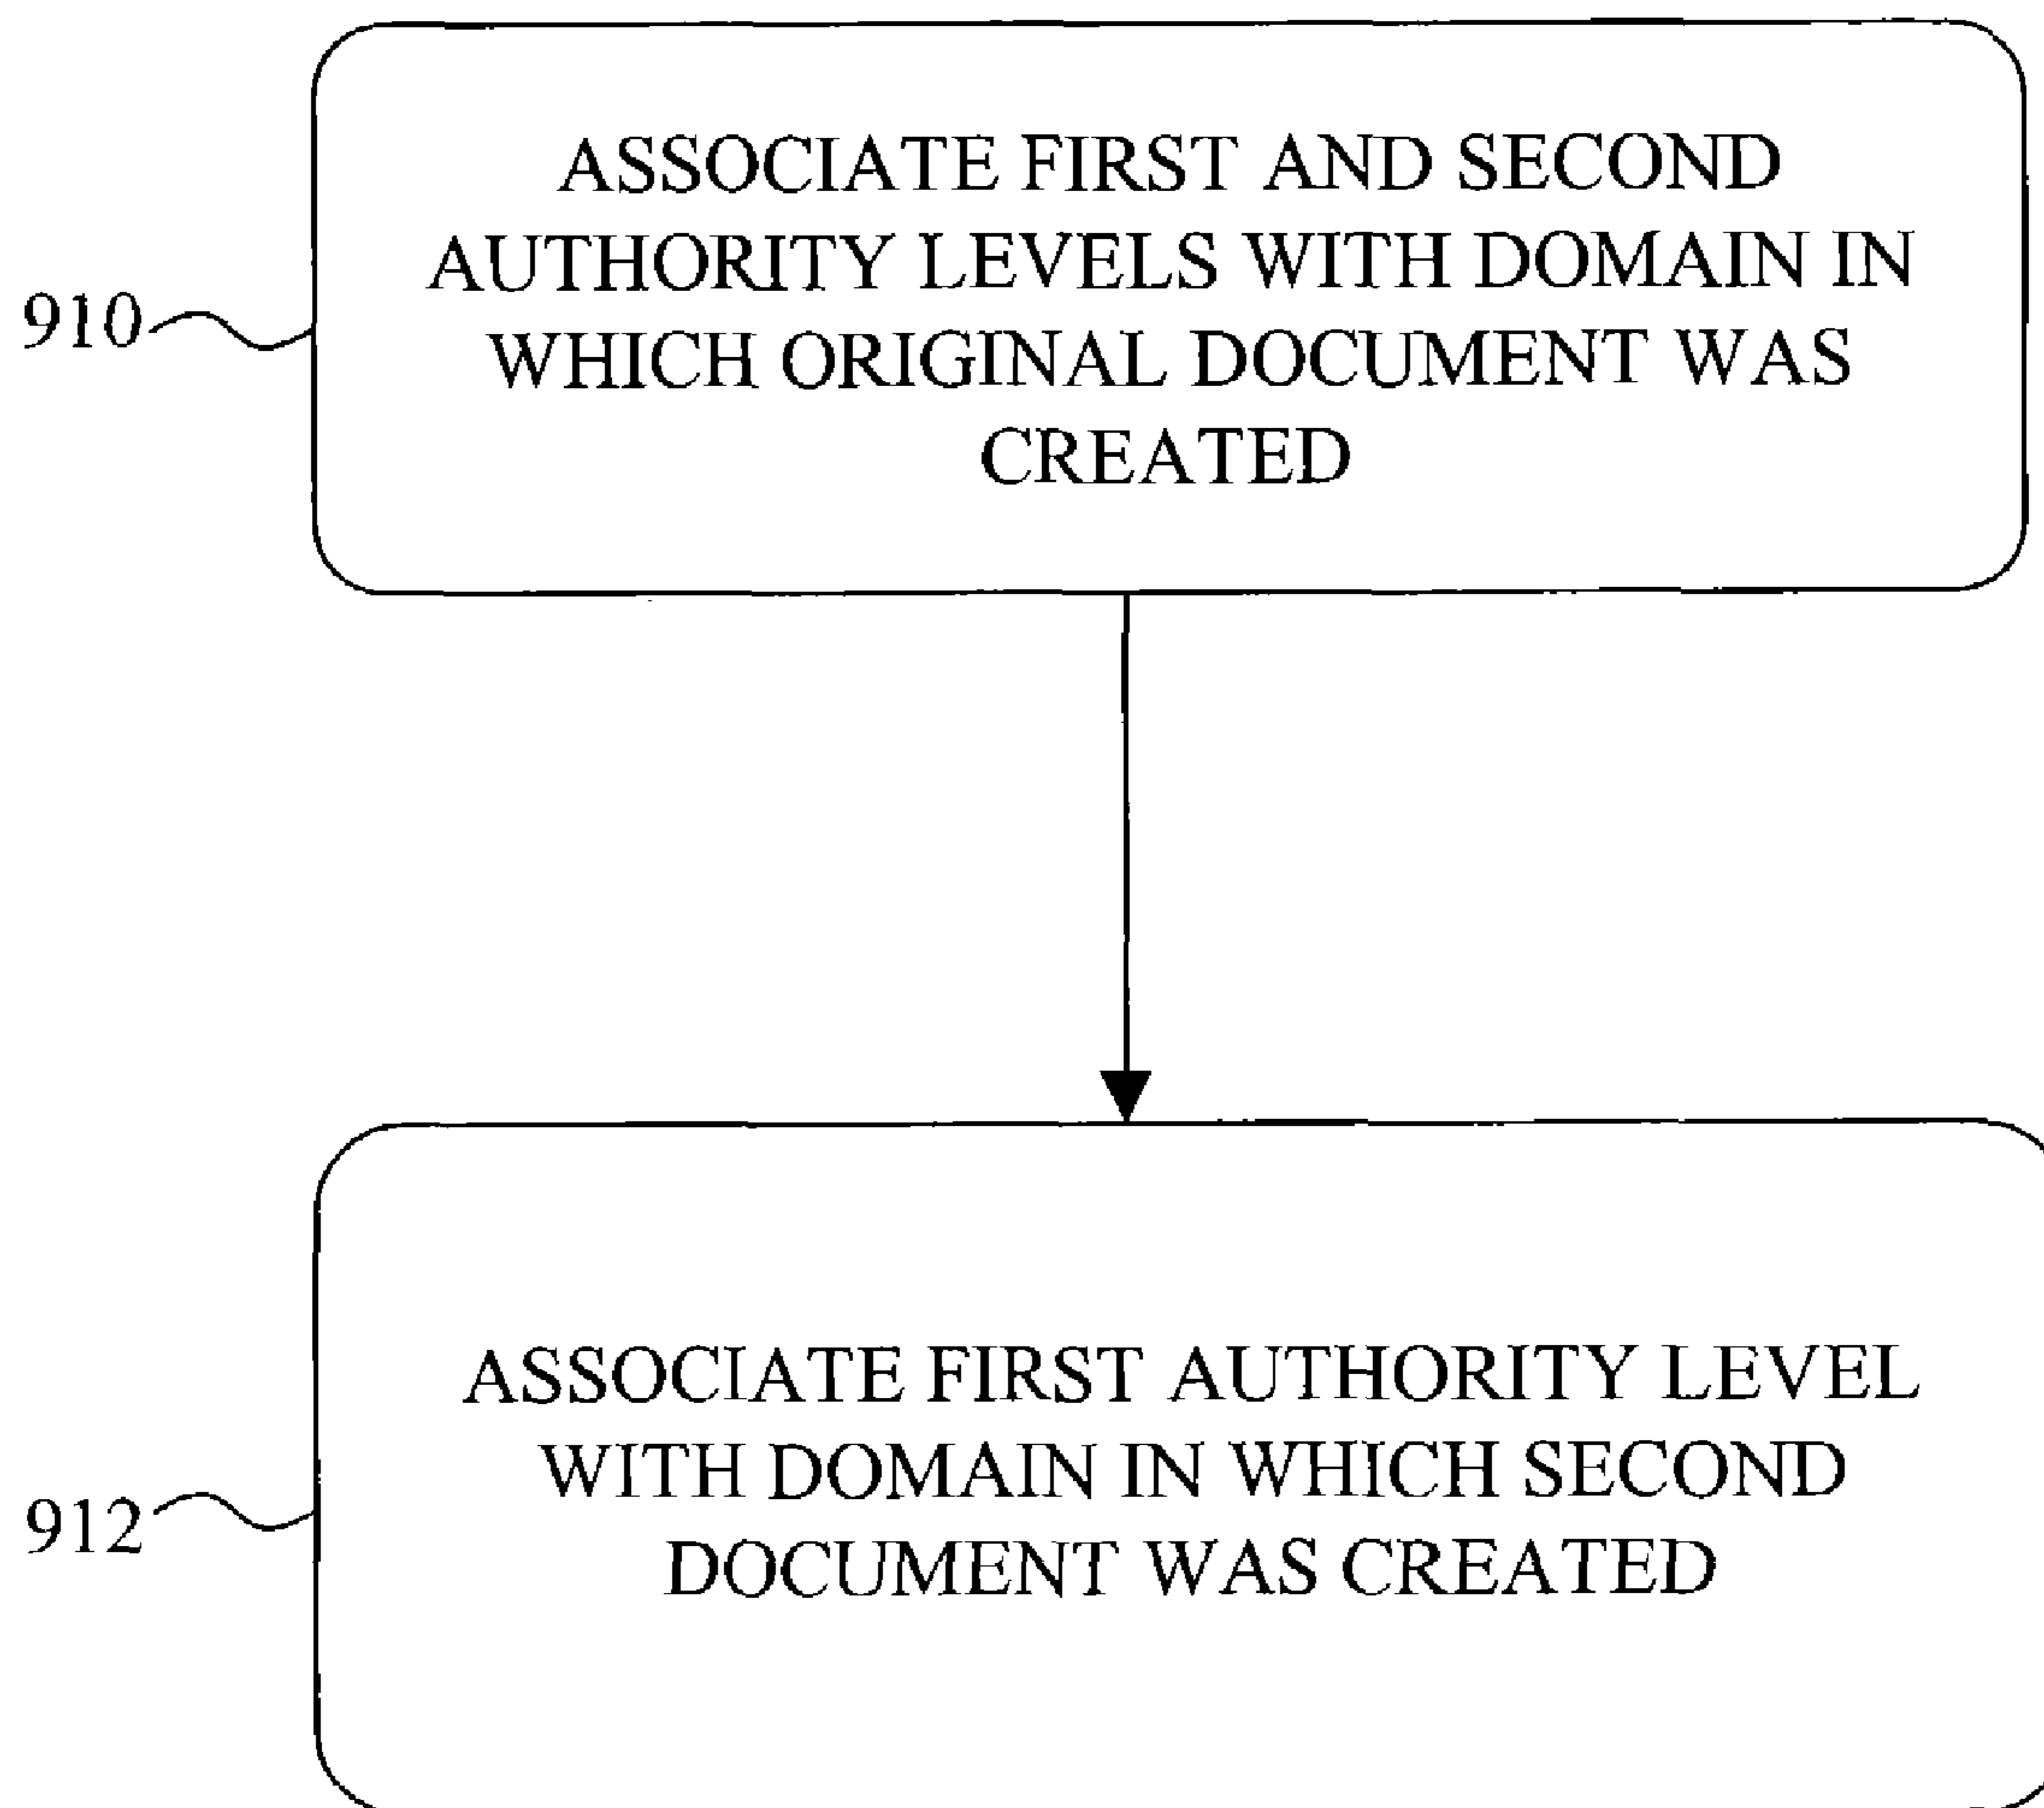 ASSOCIATE FIRST AND SECOND
AUTHORITY LEVELS WITH DOMAIN IN
910
WHICH ORIGINAL DOCUMENT WAS
CREATED
ASSOCIATE FIRST AUTHORITY LEVEL
WITH DOMAIN IN WHICH SECOND
912
DOCUMENT WAS CREATED